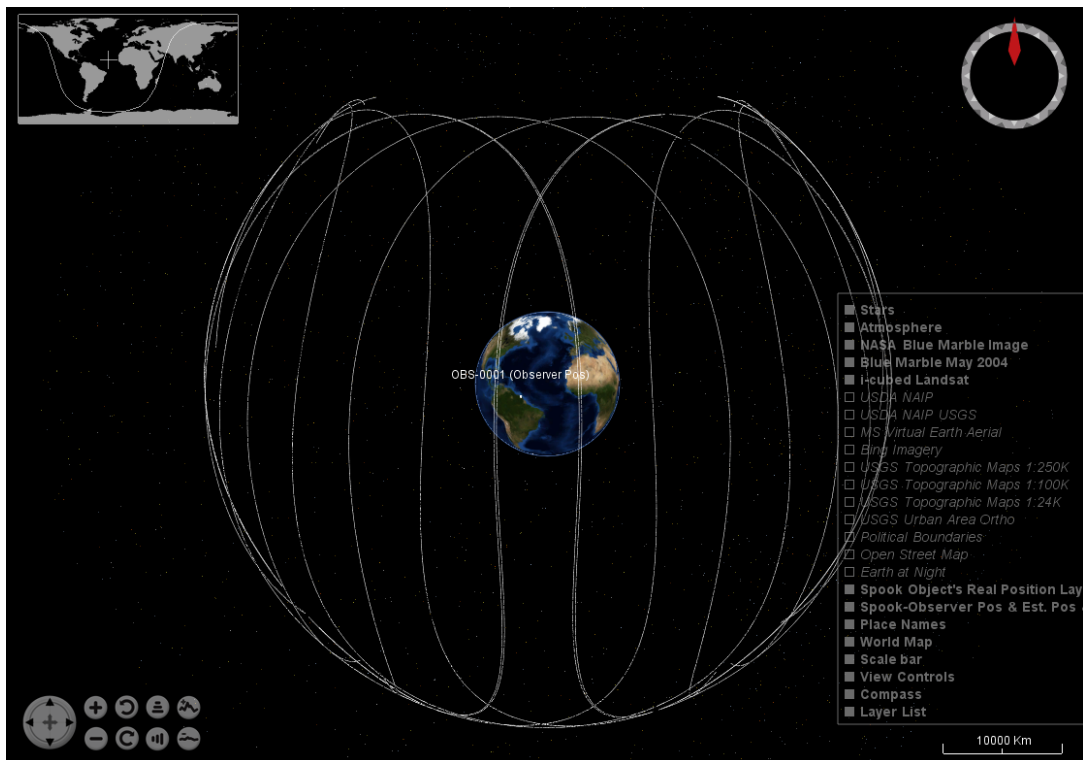 OBS-0001 (Observer Pos)
Stars
Atmosphere
NASA Blue Marble Image
Blue Marble May 2004
i-cubed Landsat
USDA NAIP
USDA NAIP USGS
MS Virtual Earth Aerial
Bing Imagery
USGS Topographic Maps 1:250K
USGS Topographic Maps 1:100K
USGS Topographic Maps 1:24K
USGS Urban Area Ortho
Political Boundaries
Open Street Map
Earth at Night
Spook Object's Real Position Lay
Spook-Observer Pos & Est. Pos
Place Names
World Map
Scale bar
View Controls
Compass
Layer List
10000 Km